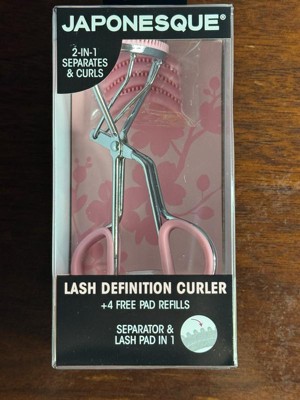 JAPONESQUE®
2-IN-1
SEPARATES
& CURLS
LASH DEFINITION CURLER
+4 FREE PAD REFILLS
SEPARATOR &
LASH PAD IN 1